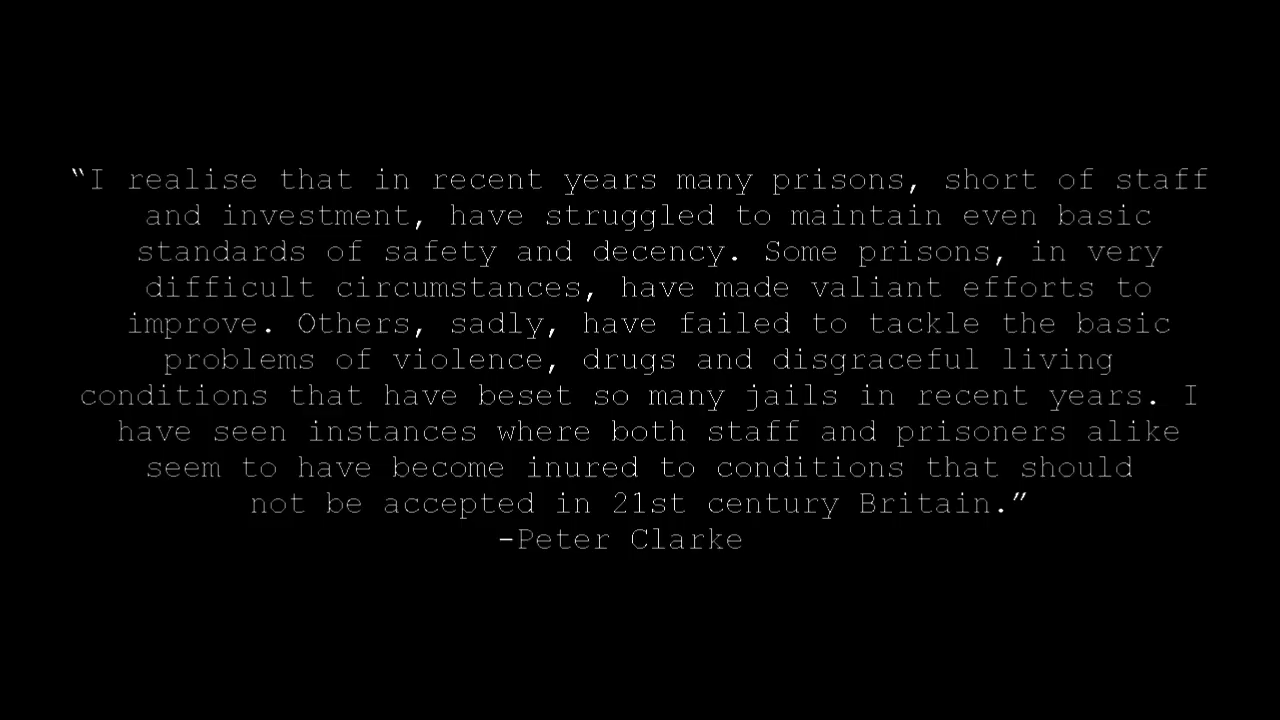 “I realise that in recent years many prisons, short of staff
and investment, have struggled to maintain even basic
standards of safety and decency. Some prisons, in very
difficult circumstances, have made valiant efforts to
improve. Others, sadly, have failed to tackle the basic
problems of violence, drugs and disgraceful living
conditions that have beset so many jails in recent years. I
have seen instances where both staff and prisoners alike
seem to have become inured to conditions that should
not be accepted in 21st century Britain.”
-Peter Clarke